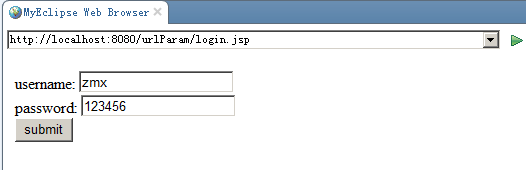 MyEclipse Web Browser
http://localhost:8080/urlParam/login.jsp
username: zmx
password: 123456
submit